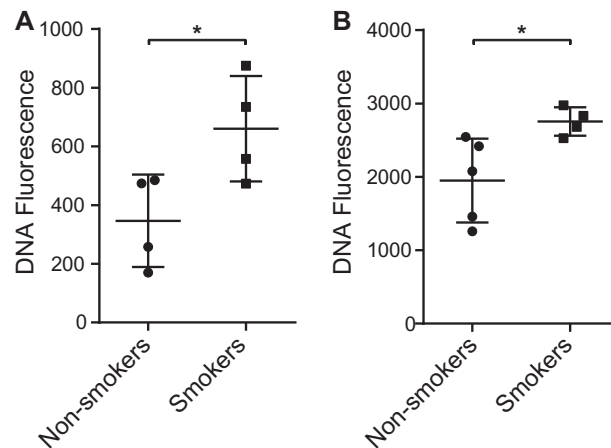 A
*
DNA Fluorescence
1000
800
600
400
200
0
Non-smokers
Smokers
B
*
DNA Fluorescence
4000
3000
2000
1000
0
Non-smokers
Smokers